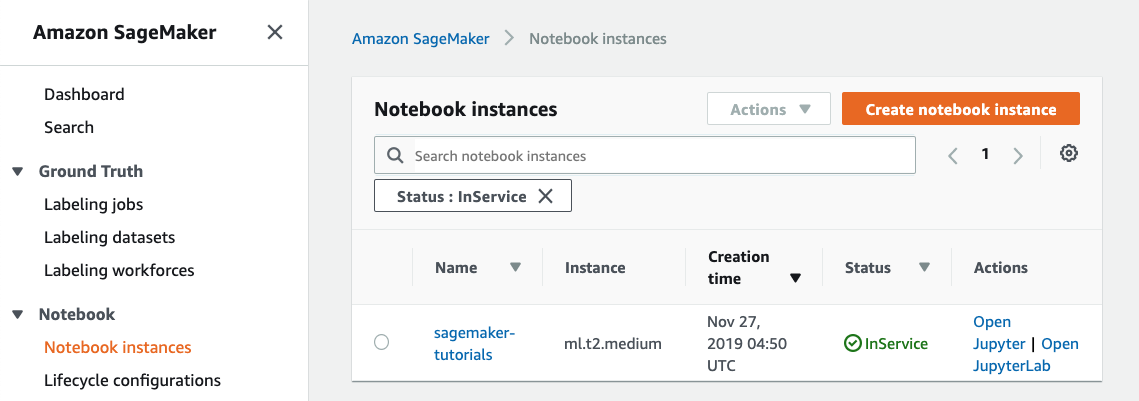 Amazon SageMaker
Dashboard
Search
Ground Truth
Labeling jobs
Labeling datasets
Labeling workforces
Notebook
Notebook instances
Lifecycle configurations
Amazon SageMaker > Notebook instances
Notebook instances
Actions
Create notebook instance
Search notebook instances
1
Status : InService
Name
Instance
Creation
time
Status
Actions
sagemaker-
tutorials
ml.t2.medium
Nov 27,
2019 04:50
UTC
InService
Open
Jupyter | Open
JupyterLab